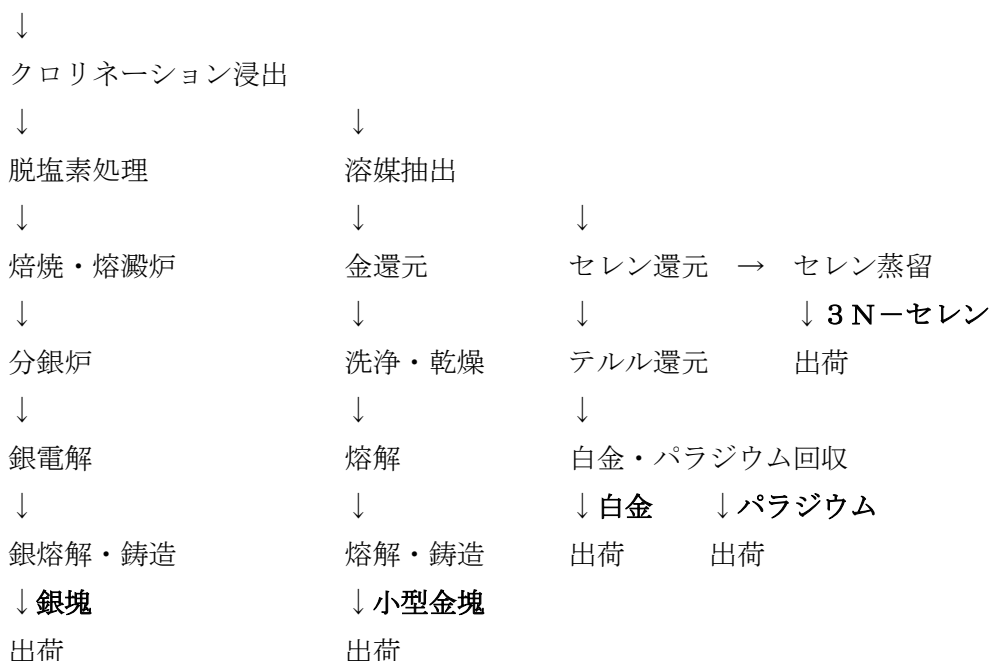 ↓
クロリネーション浸出
↓ ↓
脱塩素処理 溶媒抽出
↓ ↓ ↓
焙焼・熔澱炉 金還元 セレン還元 → セレン蒸留
↓ ↓ ↓ ↓３Ｎ－セレン
分銀炉 洗浄・乾燥 テルル還元 出荷
↓ ↓ ↓
銀電解 熔解 白金・パラジウム回収
↓ ↓ ↓白金 ↓パラジウム
銀熔解・鋳造 熔解・鋳造 出荷 出荷
↓銀塊 ↓小型金塊
出荷 出荷